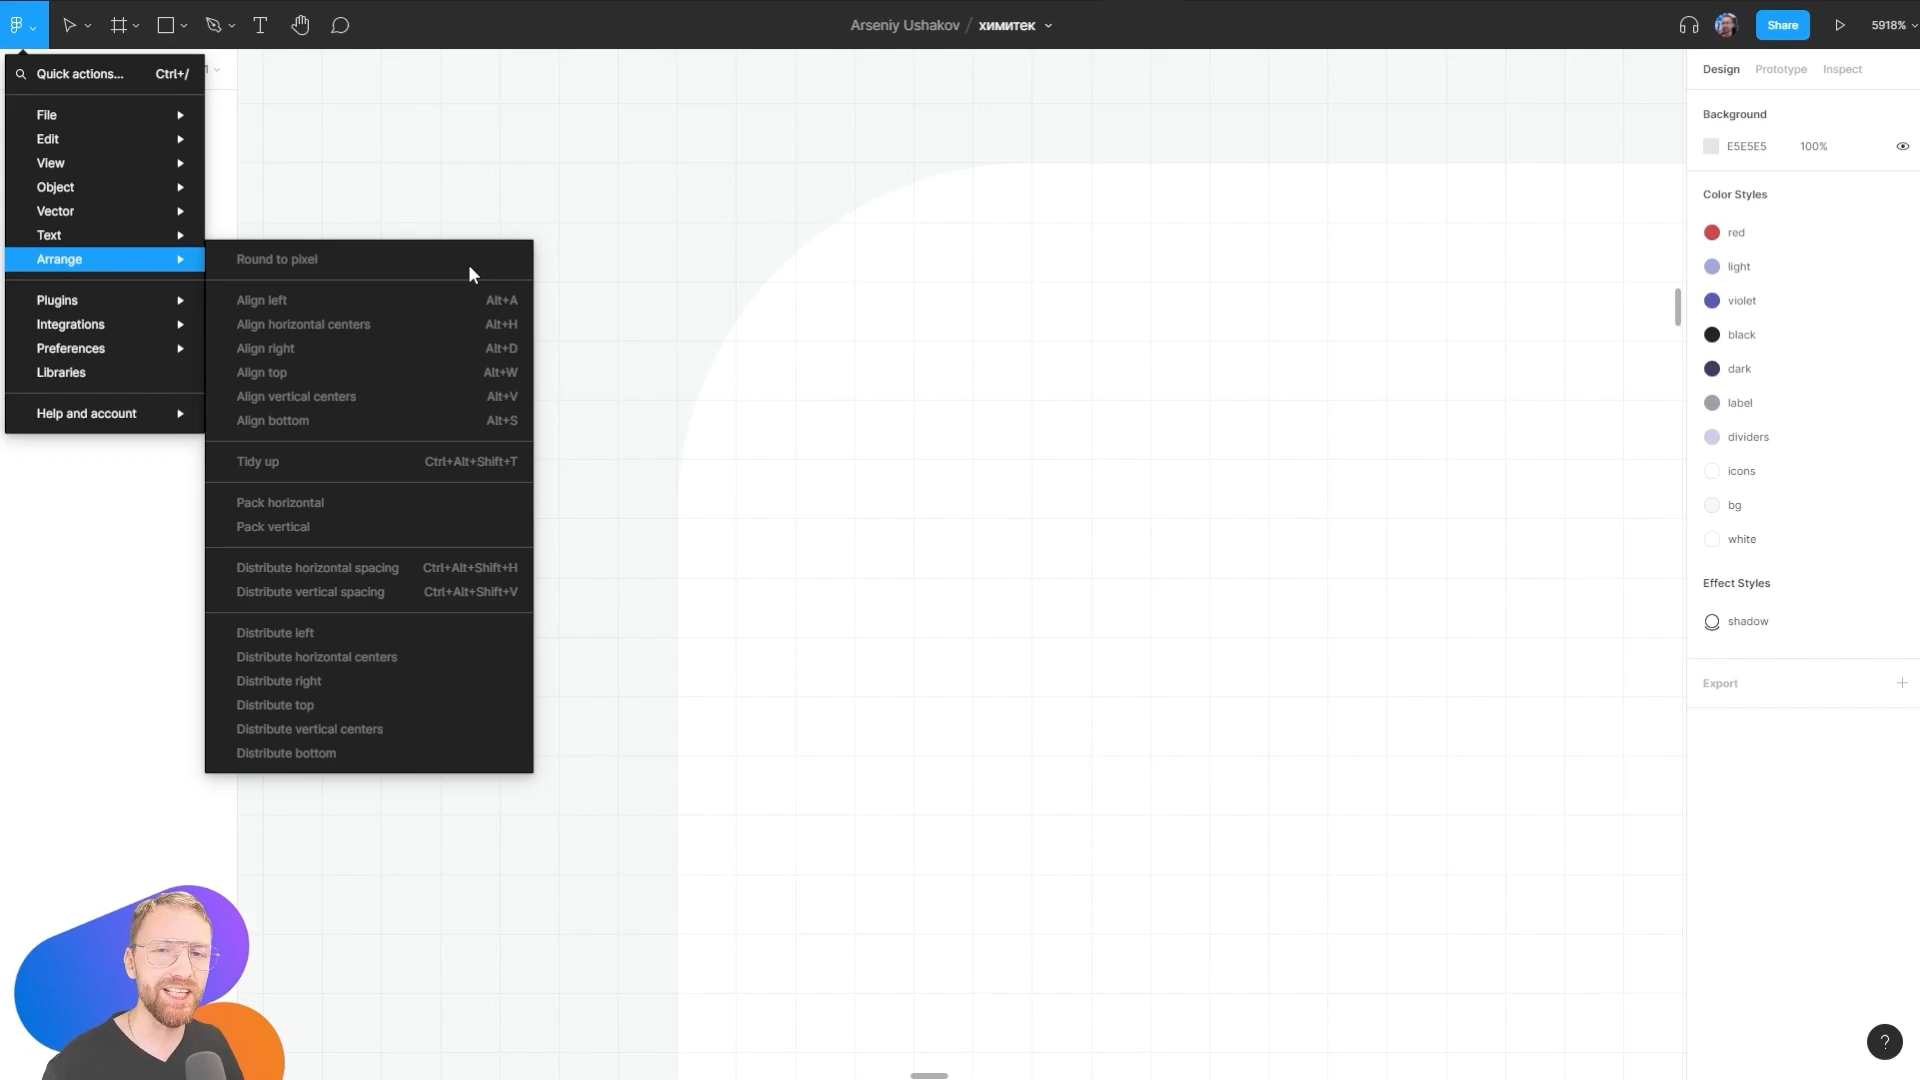 Arseniy Ushakov / химитек
Share
5918%
Quick actions... Ctrl+/
File
Edit
View
Object
Vector
Text
Arrange
Plugins
Integrations
Preferences
Libraries
Help and account
Round to pixel
Align left Alt+A
Align horizontal centers Alt+H
Align right Alt+D
Align top Alt+W
Align vertical centers Alt+V
Align bottom Alt+S
Tidy up Ctrl+Alt+Shift+T
Pack horizontal
Pack vertical
Distribute horizontal spacing Ctrl+Alt+Shift+H
Distribute vertical spacing Ctrl+Alt+Shift+V
Distribute left
Distribute horizontal centers
Distribute right
Distribute top
Distribute vertical centers
Distribute bottom
Design Prototype Inspect
Background
E5E5E5 100%
Color Styles
red
light
violet
black
dark
label
dividers
icons
bg
white
Effect Styles
shadow
Export
?